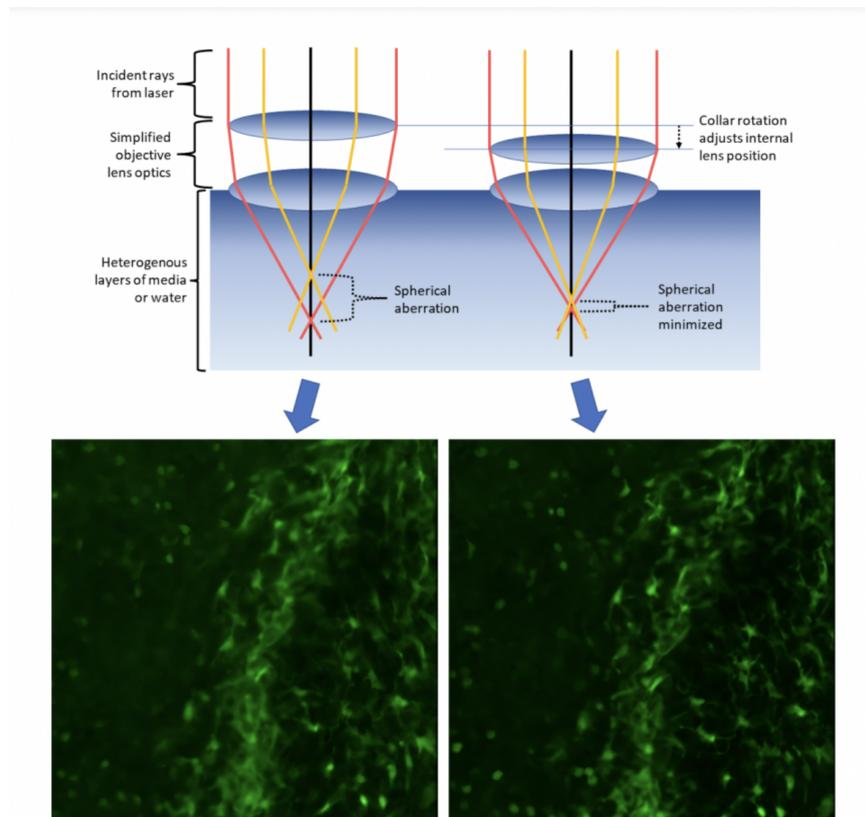 Incident rays
from laser
Simplified
objective
lens optics
Collar rotation
adjusts internal
lens position
Heterogenous
layers of media
or water
Spherical
aberration
Spherical
aberration
minimized